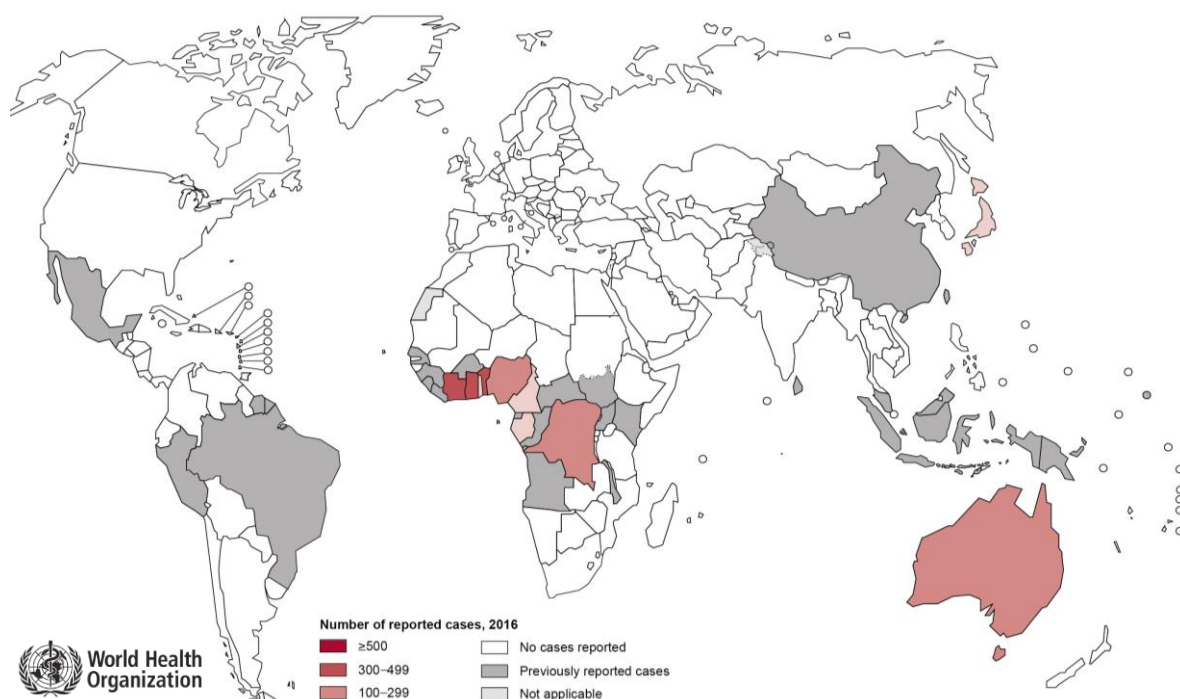 Number of reported cases, 2016
≥500
300–499
100–299
No cases reported
Previously reported cases
Not applicable
World Health
Organization